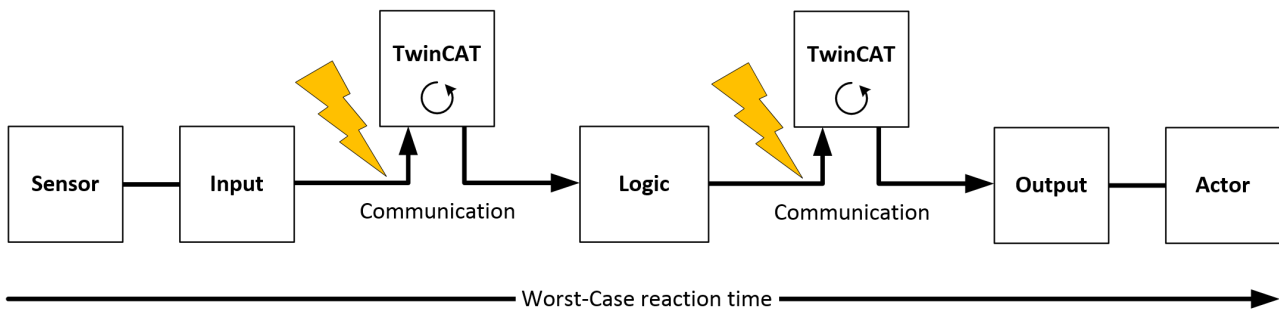 TwinCAT
TwinCAT
Sensor
Input
Communication
Logic
Communication
Output
Actor
Worst-Case reaction time